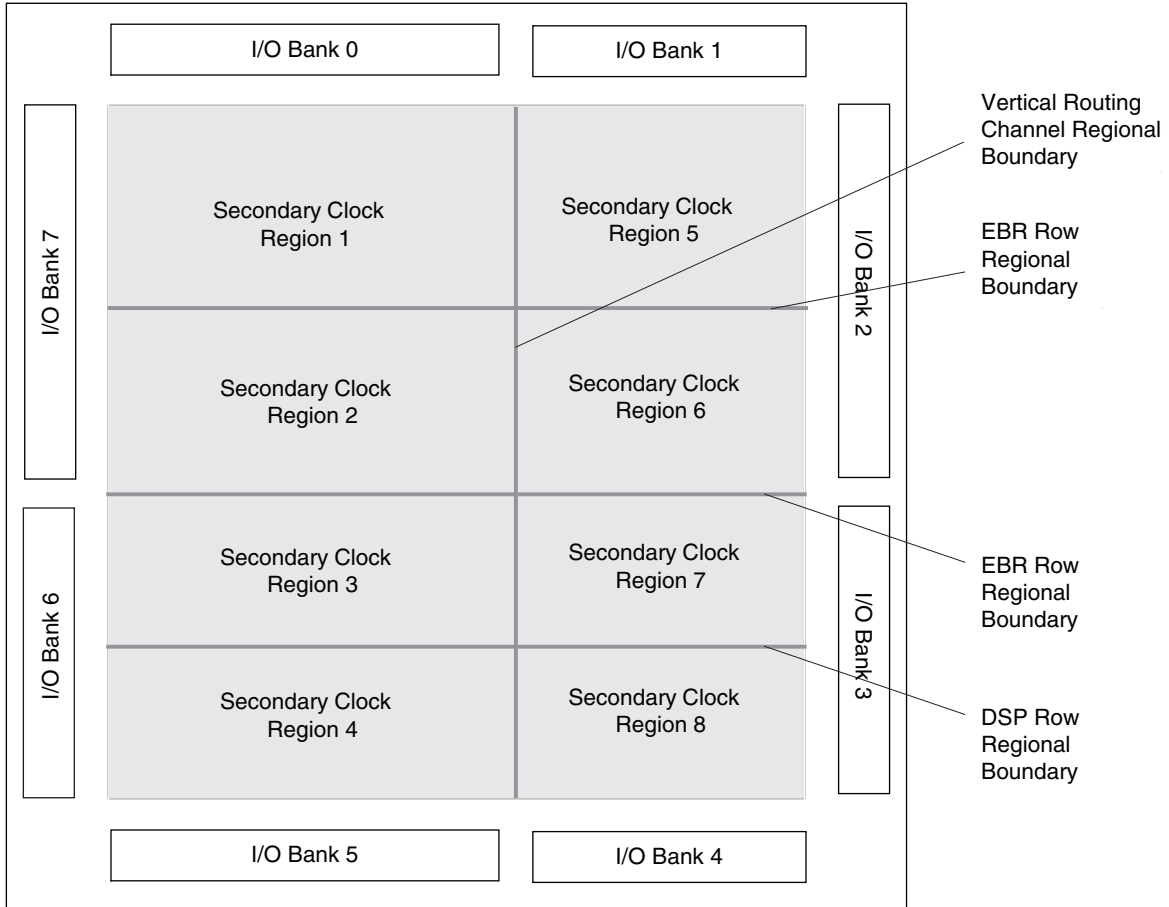 I/O Bank 0
I/O Bank 1
Vertical Routing
Channel Regional
Boundary
I/O Bank 7
Secondary Clock
Region 1
Secondary Clock
Region 5
I/O Bank 2
EBR Row
Regional
Boundary
Secondary Clock
Region 2
Secondary Clock
Region 6
I/O Bank 6
Secondary Clock
Region 3
Secondary Clock
Region 7
I/O Bank 3
EBR Row
Regional
Boundary
Secondary Clock
Region 4
Secondary Clock
Region 8
DSP Row
Regional
Boundary
I/O Bank 5
I/O Bank 4